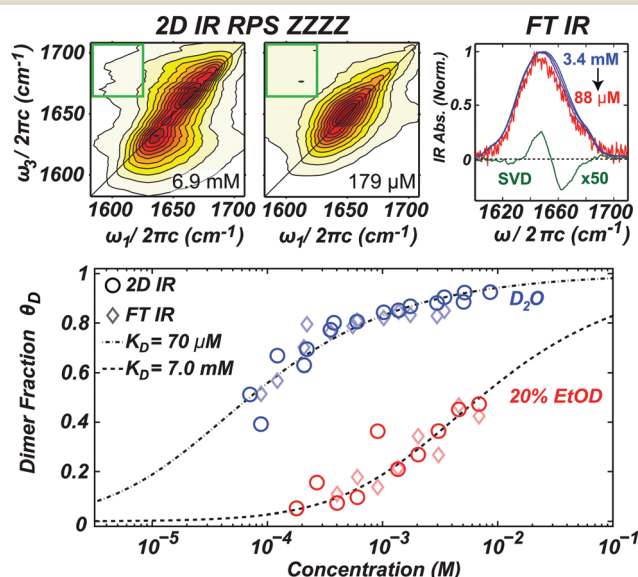 2D IR RPS ZZZZ
FT IR
ω3/ 2πc (cm-1)
1700
1650
1600
6.9 mM
179 µM
1600 1650 1700
1600 1650 1700
ω1/ 2πc (cm-1)
ω1/ 2πc (cm-1)
IR Abs. (Norm.)
1
0.5
0
3.4 mM
88 µM
SVD
x50
1620 1660 1700
ω/ 2 πc (cm-1)
Dimer Fraction θD
1
0.8
0.6
0.4
0.2
0
2D IR
FT IR
KD = 70 µM
KD = 7.0 mM
D2O
20% EtOD
10-5 10-4 10-3 10-2 10-1
Concentration (M)